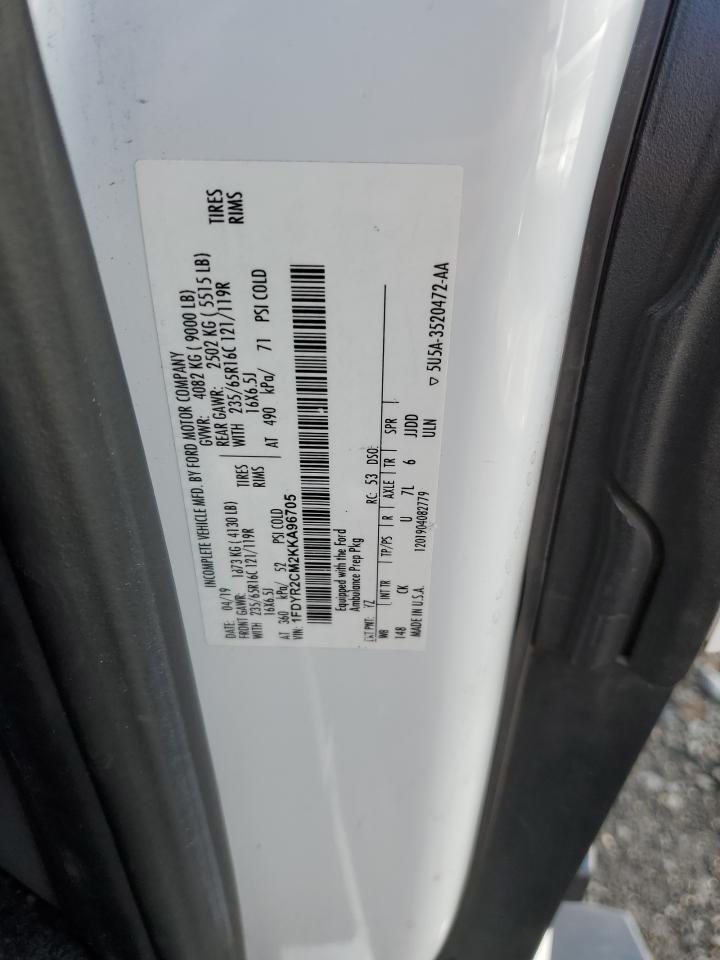 INCOMPLETE VEHICLE MFD. BY FORD MOTOR COMPANY
DATE: 04/19 GVWR: 4082 KG ( 9000 LB)
FRONT GAWR: 1873 KG ( 4130 LB) REAR GAWR: 2502 KG ( 5515 LB)
WITH 235/65R16C 121/119R TIRES WITH 235/65R16C 121/119R TIRES
16X6.5J RIMS 16X6.5J RIMS
AT 360 kPa/ 52 PSI COLD AT 490 kPa/ 71 PSI COLD
VIN: 1FDYR2CM2KKA96705
Equipped with the Ford
Ambulance Prep Pkg
EXT PNT: YZ RC: 53 DSO:
WB INT TR TP/PS R AXLE TR SPR
148 CK U 7L 6 JJDD
ULN
MADE IN U.S.A. 1201904082779
▽ 5U5A-3520472-AA